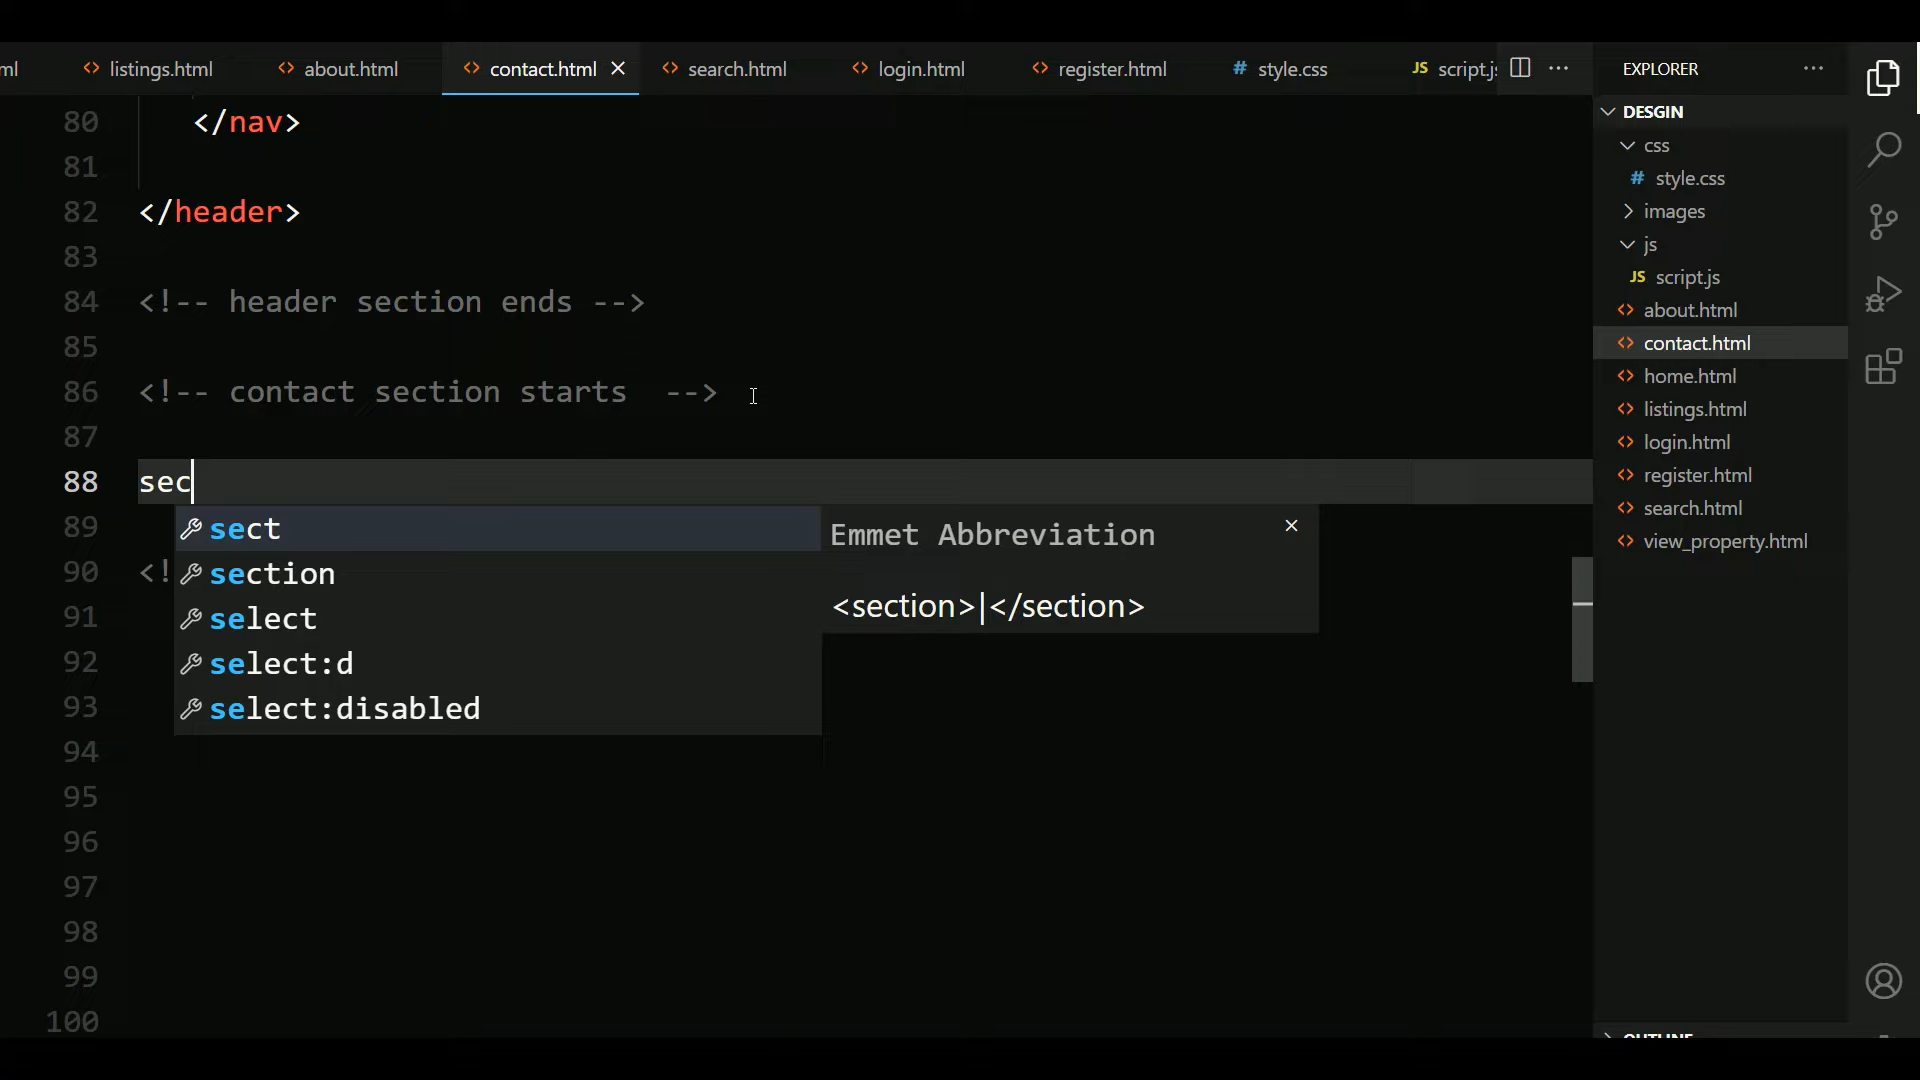 ml listings.html about.html contact.html search.html login.html register.html # style.css JS script.js
EXPLORER
DESGIN
css
# style.css
images
js
JS script.js
about.html
contact.html
home.html
listings.html
login.html
register.html
search.html
view_property.html
OUTLINE
80 </nav>
81
82 </header>
83
84 <!-- header section ends -->
85
86 <!-- contact section starts  -->
87
88 sec
89
90 <!
91
92
93
94
95
96
97
98
99
100
sect
section
select
select:d
select:disabled
Emmet Abbreviation
<section>|</section>